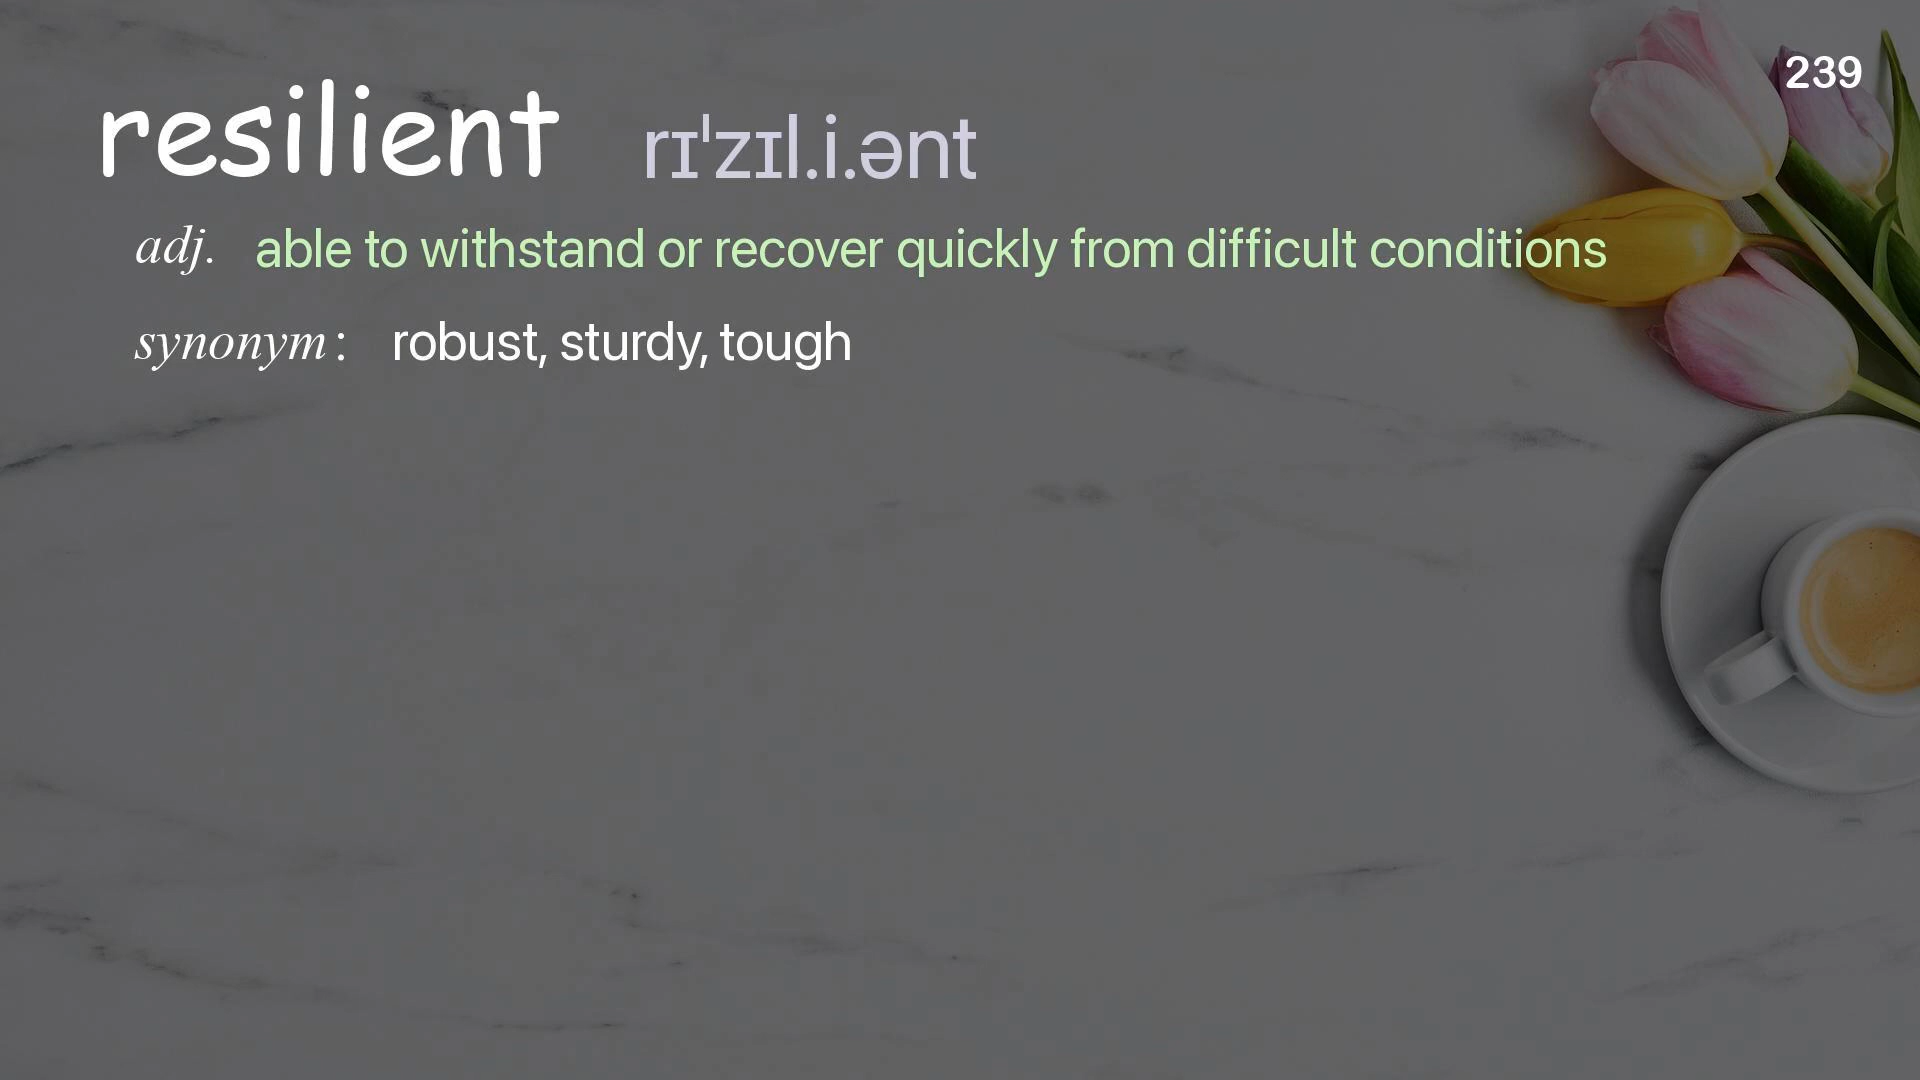 239
resilient rɪˈzɪl.i.ənt
adj. able to withstand or recover quickly from difficult conditions
synonym: robust, sturdy, tough